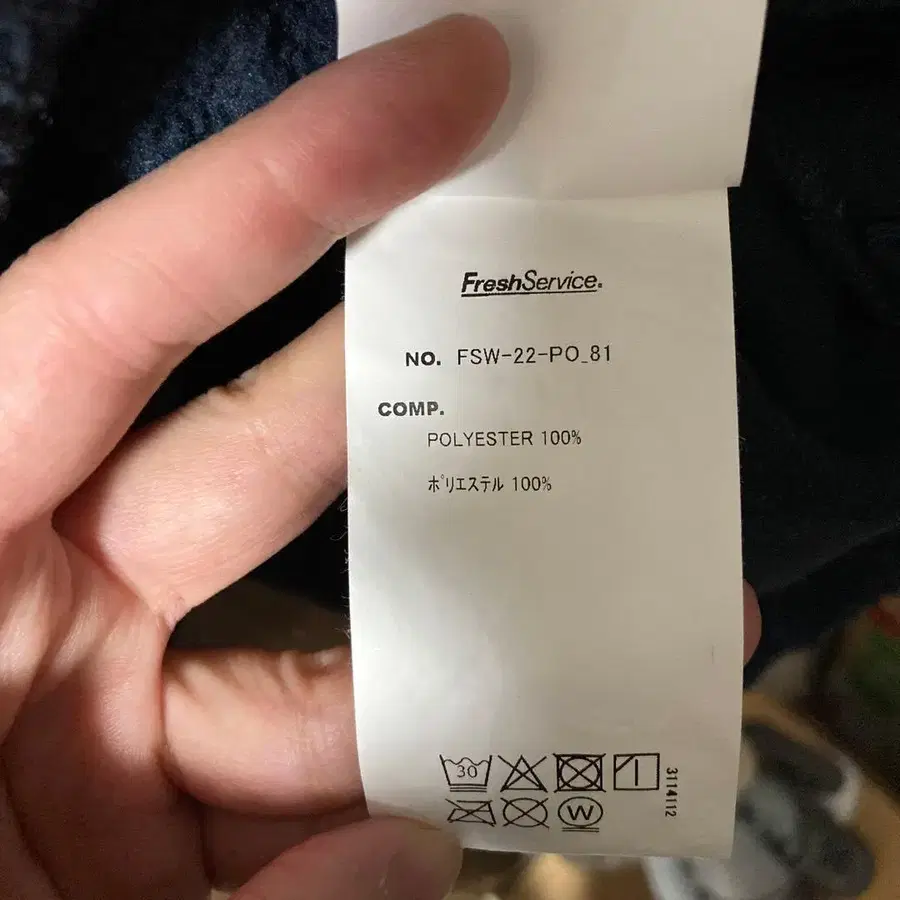 FreshService.
NO. FSW-22-PO_81
COMP.
POLYESTER 100%
ﾎﾟﾘｴｽﾃﾙ 100%
30
W
3114112